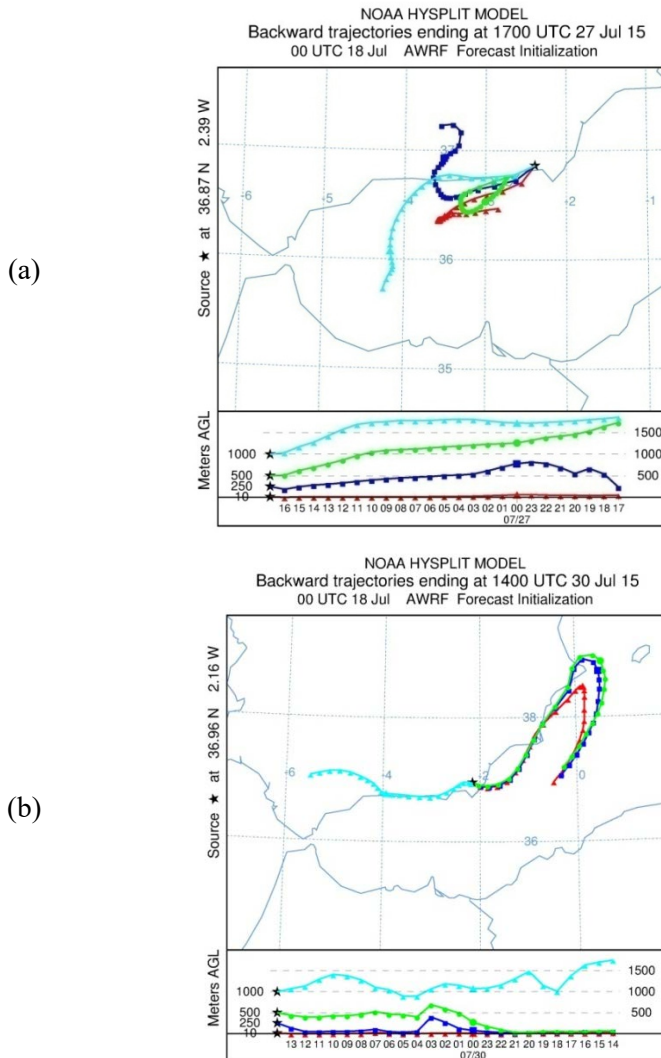 (a)
NOAA HYSPLIT MODEL
Backward trajectories ending at 1700 UTC 27 Jul 15
00 UTC 18 Jul AWRF Forecast Initialization
Source ★ at 36.87 N 2.39 W
37
-6
-5
-4
-3
-2
-1
36
35
Meters AGL
1500
1000
1000
500
500
250
10
16 15 14 13 12 11 10 09 08 07 06 05 04 03 02 01 00 23 22 21 20 19 18 17
07/27
(b)
NOAA HYSPLIT MODEL
Backward trajectories ending at 1400 UTC 30 Jul 15
00 UTC 18 Jul AWRF Forecast Initialization
Source ★ at 36.96 N 2.16 W
38
-6
-4
-2
0
36
Meters AGL
1500
1000
1000
500
500
250
10
13 12 11 10 09 08 07 06 05 04 03 02 01 00 23 22 21 20 19 18 17 16 15 14
07/30